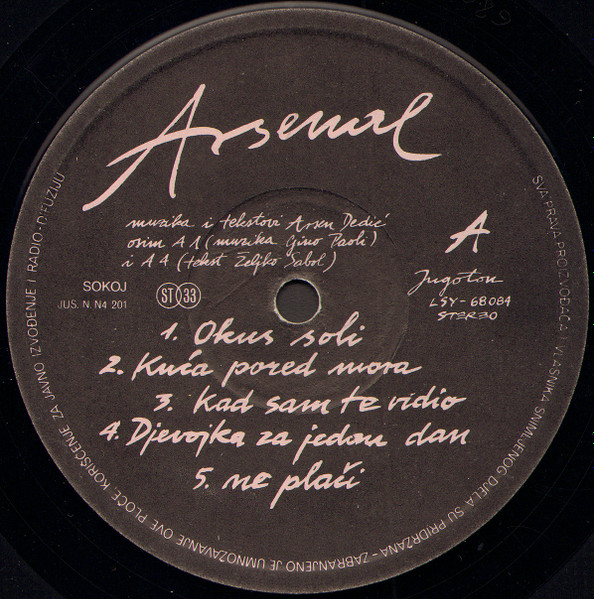 Arsenal
muzika i tekstovi Arsen Dedić
osim A1 (muzika Gino Paoli)
i A4 (tekst Željko Sabol)
A
Jugoton
LSY-68084
STEREO
SOKOJ
JUS. N. N4 201
ST 33
1. Okus soli
2. Kuća pored mora
3. Kad sam te vidio
4. Djevojka za jedan dan
5. ne plači
SVA PRAVA PROIZVOĐAČA I VLASNIKA SNIMLJENOG DJELA SU PRIDRŽANA - ZABRANJENO JE UMNOŽAVANJE OVE PLOČE, KORIŠĆENJE ZA JAVNO IZVOĐENJE I RADIO-DIFUZIJU